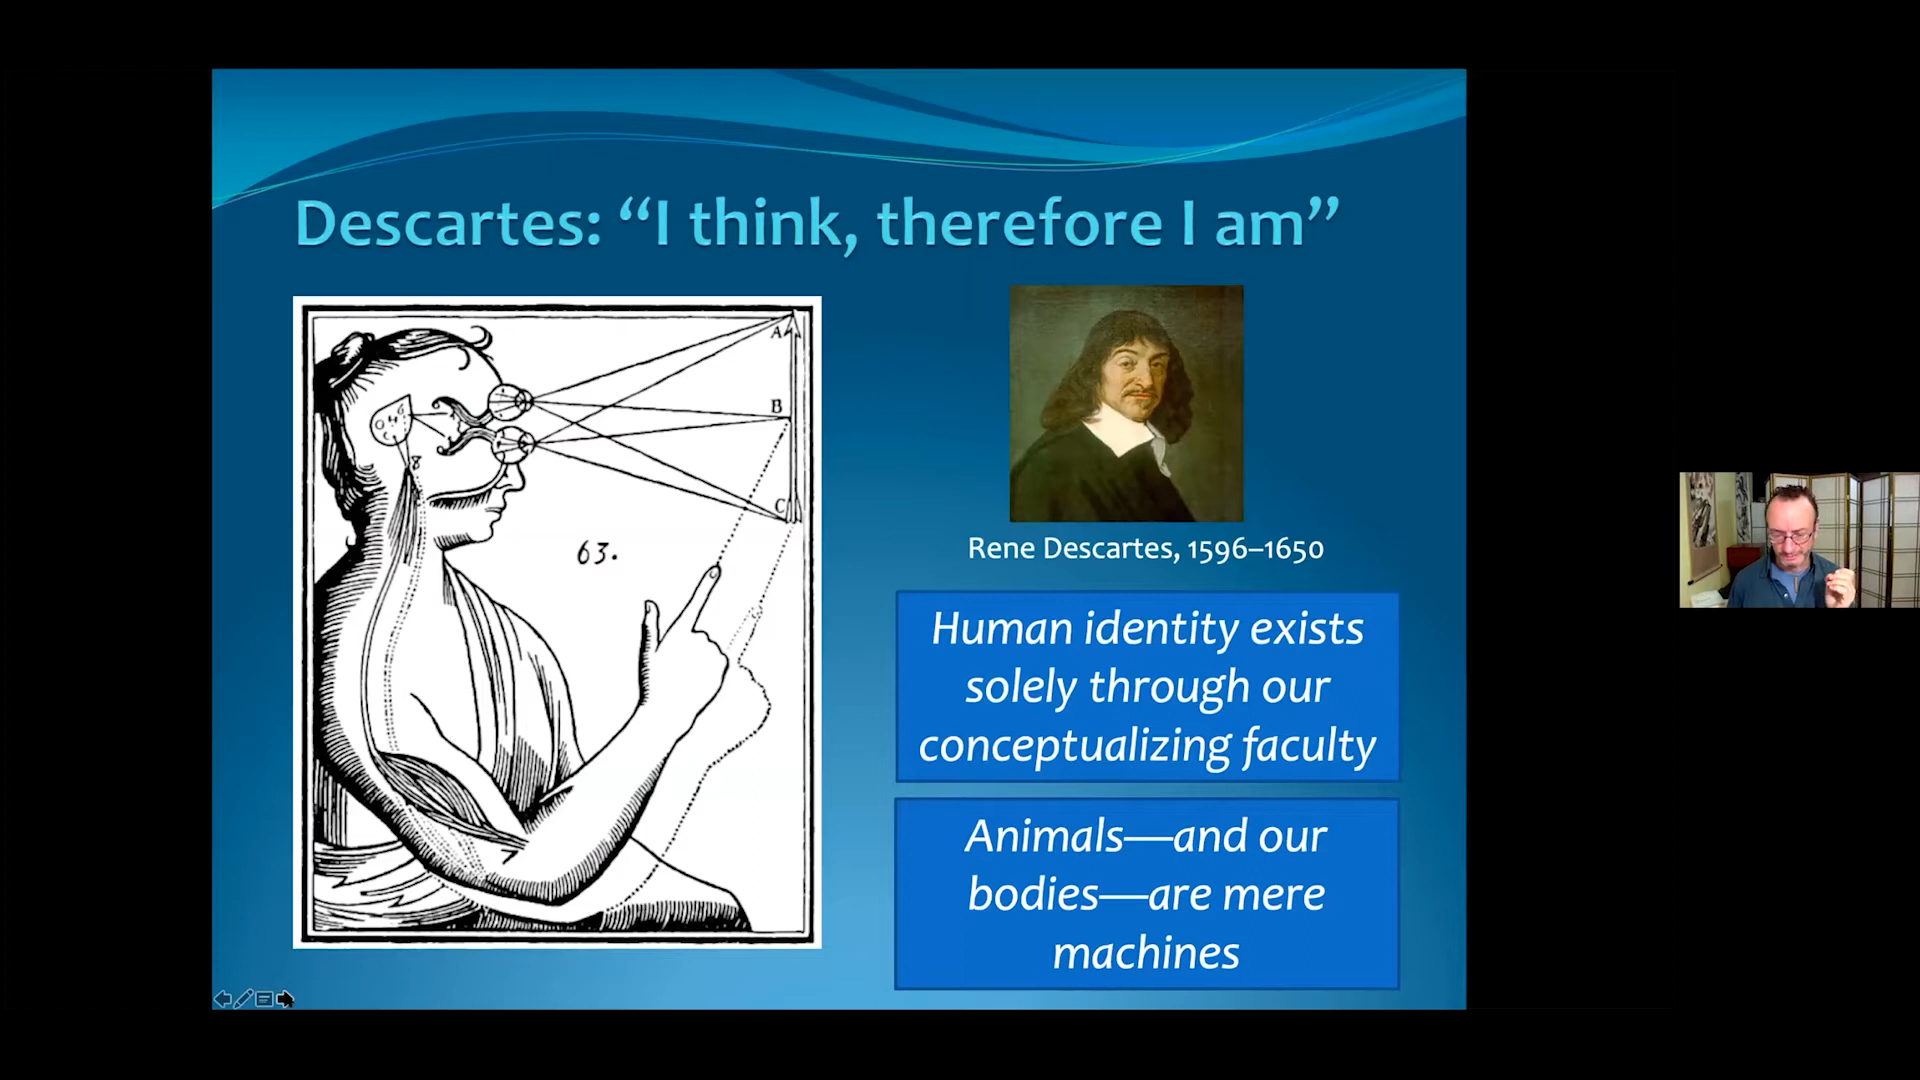 Descartes: “I think, therefore I am”
A
B
C
63.
Rene Descartes, 1596–1650
Human identity exists
solely through our
conceptualizing faculty
Animals—and our
bodies—are mere
machines